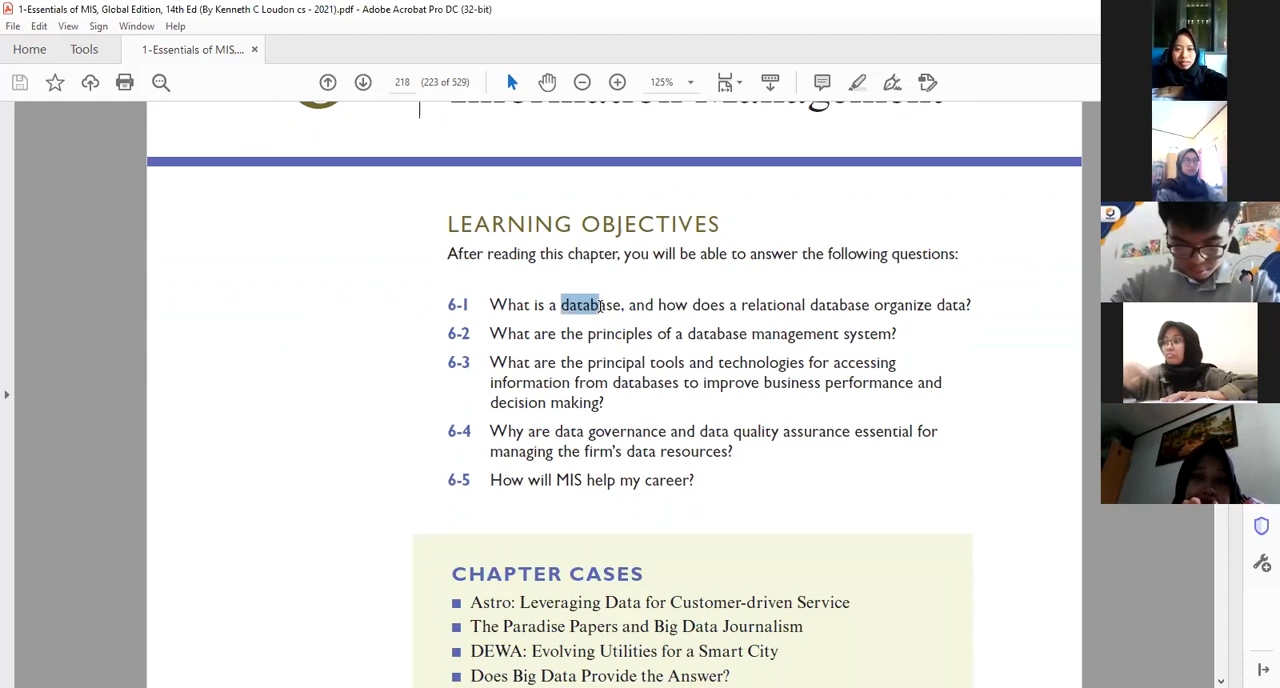 1-Essentials of MIS, Global Edition, 14th Ed (By Kenneth C Loudon cs - 2021).pdf - Adobe Acrobat Pro DC (32-bit)
File Edit View Sign Window Help
Home Tools 1-Essentials of MIS,... ×
218 (223 of 529) 125%
Information Management
LEARNING OBJECTIVES
After reading this chapter, you will be able to answer the following questions:
6-1 What is a database, and how does a relational database organize data?
6-2 What are the principles of a database management system?
6-3 What are the principal tools and technologies for accessing
information from databases to improve business performance and
decision making?
6-4 Why are data governance and data quality assurance essential for
managing the firm's data resources?
6-5 How will MIS help my career?
CHAPTER CASES
■ Astro: Leveraging Data for Customer-driven Service
■ The Paradise Papers and Big Data Journalism
■ DEWA: Evolving Utilities for a Smart City
■ Does Big Data Provide the Answer?